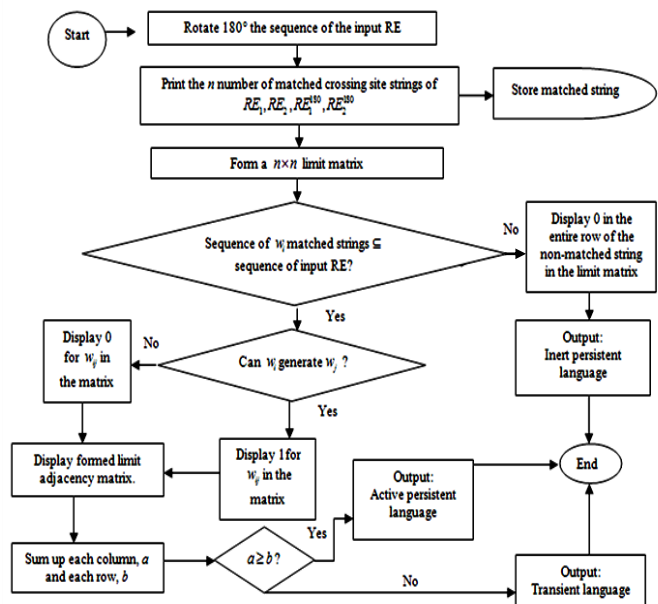 Start
Rotate 180° the sequence of the input RE
Print the n number of matched crossing site strings of
RE₁, RE₂, RE₁¹⁸⁰, RE₂¹⁸⁰
Store matched string
Form a n×n limit matrix
Sequence of wᵢ matched strings ⊆
sequence of input RE?
No
Display 0 in the
entire row of the
non-matched string
in the limit matrix
Yes
Output:
Inert persistent
language
Display 0
for wᵢⱼ in
the matrix
No
Can wᵢ generate wⱼ ?
Yes
Display formed limit
adjacency matrix.
Display 1 for
wᵢⱼ in the
matrix
Output:
Active persistent
language
End
Sum up each column, a
and each row, b
a≥b?
Yes
No
Output:
Transient language